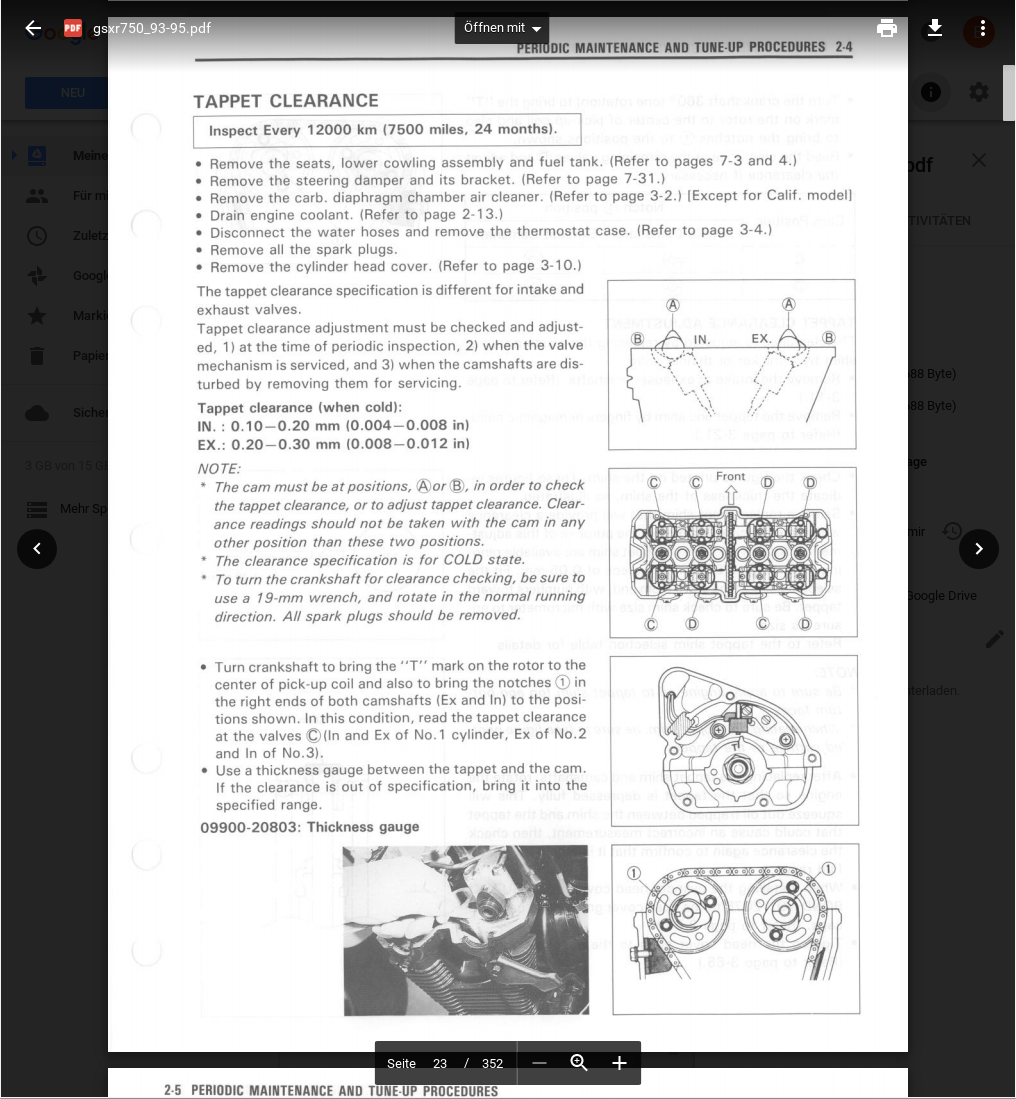 gsxr750_93-95.pdf
Öffnen mit
PERIODIC MAINTENANCE AND TUNE-UP PROCEDURES 2-4
NEU
Meine
Für mi
Zuletz
Googl
Markie
Papier
Sicher
3 GB von 15 G
Mehr Sp
TAPPET CLEARANCE
Inspect Every 12000 km (7500 miles, 24 months).
• Remove the seats, lower cowling assembly and fuel tank. (Refer to pages 7-3 and 4.)
• Remove the steering damper and its bracket. (Refer to page 7-31.)
• Remove the carb. diaphragm chamber air cleaner. (Refer to page 3-2.) [Except for Calif. model]
• Drain engine coolant. (Refer to page 2-13.)
• Disconnect the water hoses and remove the thermostat case. (Refer to page 3-4.)
• Remove all the spark plugs.
• Remove the cylinder head cover. (Refer to page 3-10.)
The tappet clearance specification is different for intake and
exhaust valves.
Tappet clearance adjustment must be checked and adjust-
ed, 1) at the time of periodic inspection, 2) when the valve
mechanism is serviced, and 3) when the camshafts are dis-
turbed by removing them for servicing.
Tappet clearance (when cold):
IN. : 0.10—0.20 mm (0.004—0.008 in)
EX.: 0.20—0.30 mm (0.008—0.012 in)
NOTE:
* The cam must be at positions, Ⓐ or Ⓑ, in order to check
the tappet clearance, or to adjust tappet clearance. Clear-
ance readings should not be taken with the cam in any
other position than these two positions.
* The clearance specification is for COLD state.
* To turn the crankshaft for clearance checking, be sure to
use a 19-mm wrench, and rotate in the normal running
direction. All spark plugs should be removed.
• Turn crankshaft to bring the ''T'' mark on the rotor to the
center of pick-up coil and also to bring the notches ① in
the right ends of both camshafts (Ex and In) to the posi-
tions shown. In this condition, read the tappet clearance
at the valves Ⓒ (In and Ex of No.1 cylinder, Ex of No.2
and In of No.3).
• Use a thickness gauge between the tappet and the cam.
If the clearance is out of specification, bring it into the
specified range.
09900-20803: Thickness gauge
Ⓐ Ⓐ
Ⓑ IN. EX. Ⓑ
Front
Ⓒ Ⓒ Ⓓ Ⓓ
Ⓒ Ⓓ Ⓒ Ⓓ
① ①
pdf
TIVITÄTEN
88 Byte)
88 Byte)
age
mir
Google Drive
nterladen.
Seite 23 / 352
2-5 PERIODIC MAINTENANCE AND TUNE-UP PROCEDURES